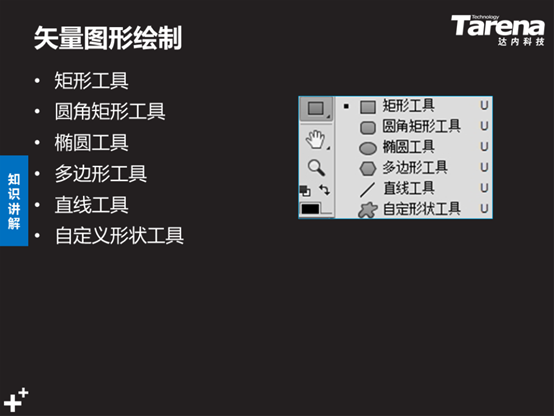 矢量图形绘制
Technology
Tarena
达内科技
• 矩形工具
• 圆角矩形工具
• 椭圆工具
• 多边形工具
• 直线工具
• 自定义形状工具
知识讲解
矩形工具 U
圆角矩形工具 U
椭圆工具 U
多边形工具 U
直线工具 U
自定形状工具 U